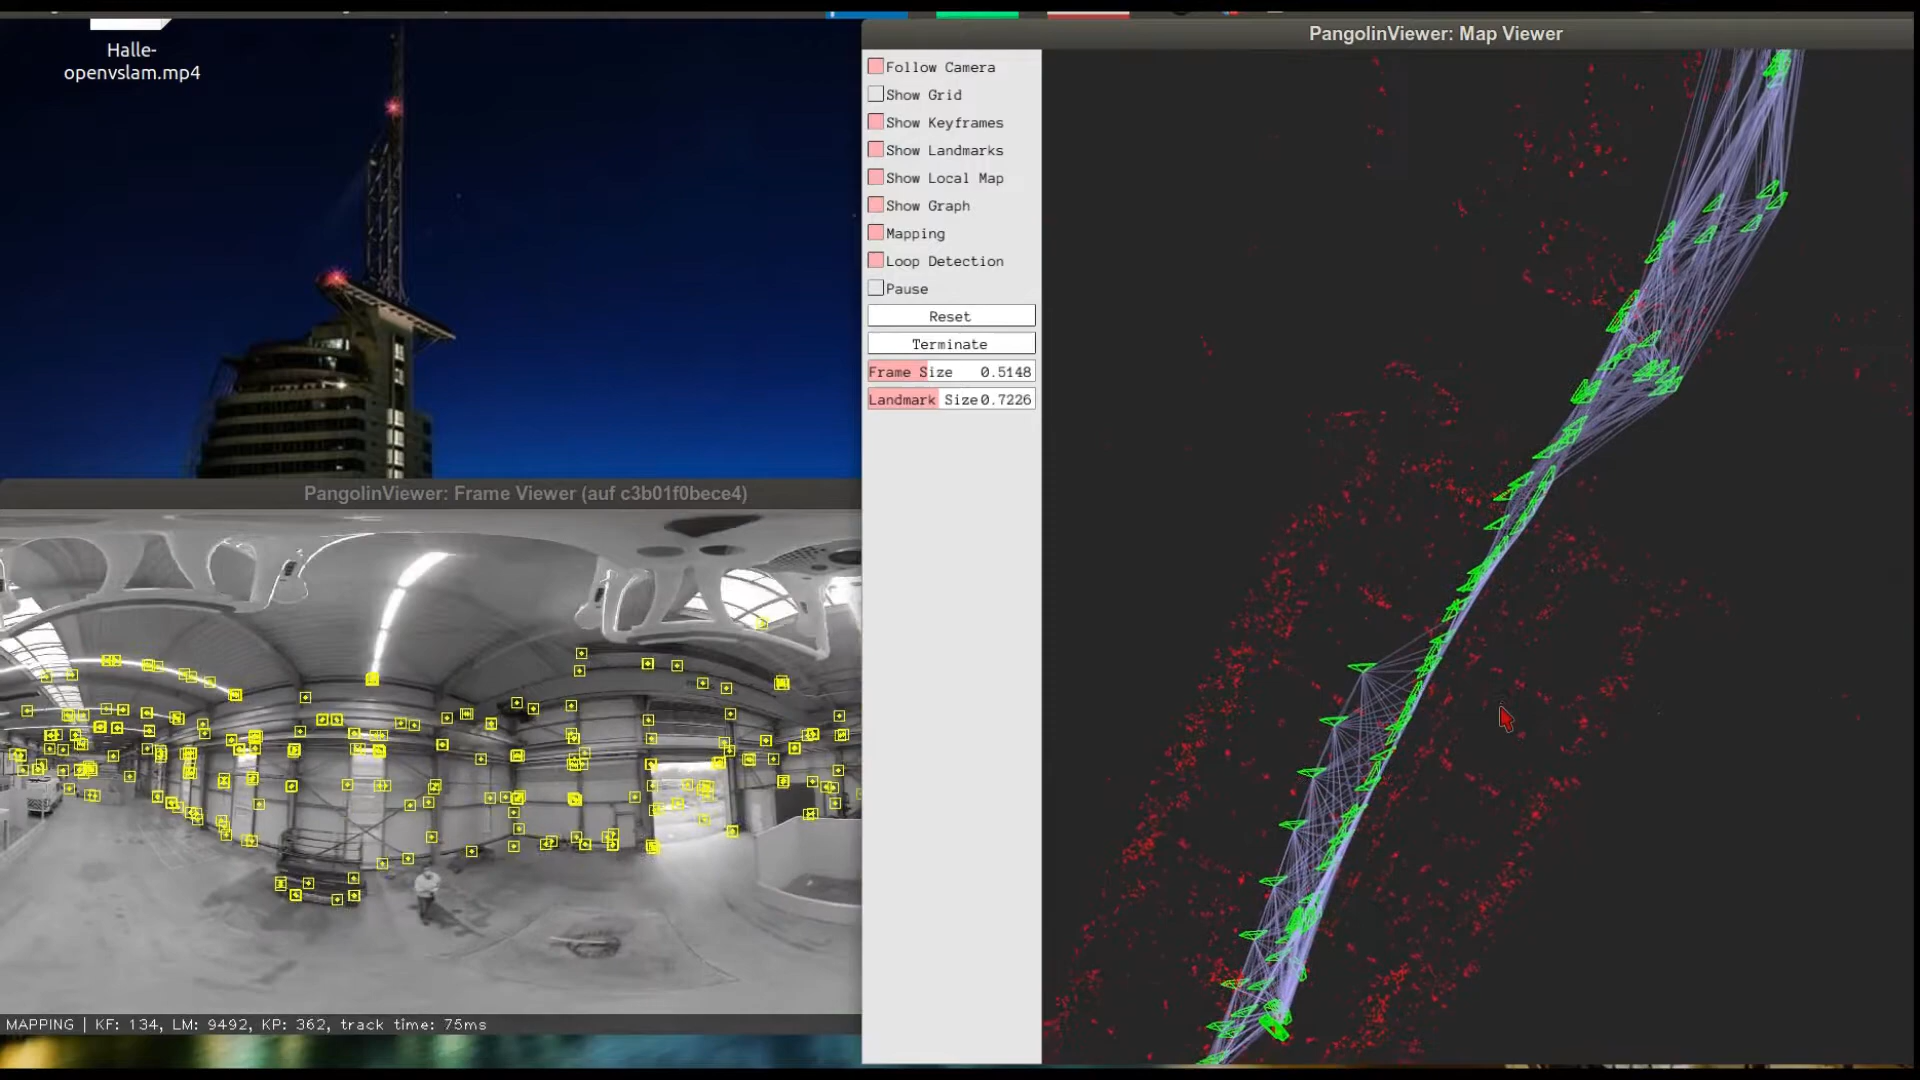 Halle-
openvslam.mp4
PangolinViewer: Map Viewer
Follow Camera
Show Grid
Show Keyframes
Show Landmarks
Show Local Map
Show Graph
Mapping
Loop Detection
Pause
Reset
Terminate
Frame Size 0.5148
Landmark Size 0.7226
PangolinViewer: Frame Viewer (auf c3b01f0bece4)
MAPPING | KF: 134, LM: 9492, KP: 362, track time: 75ms